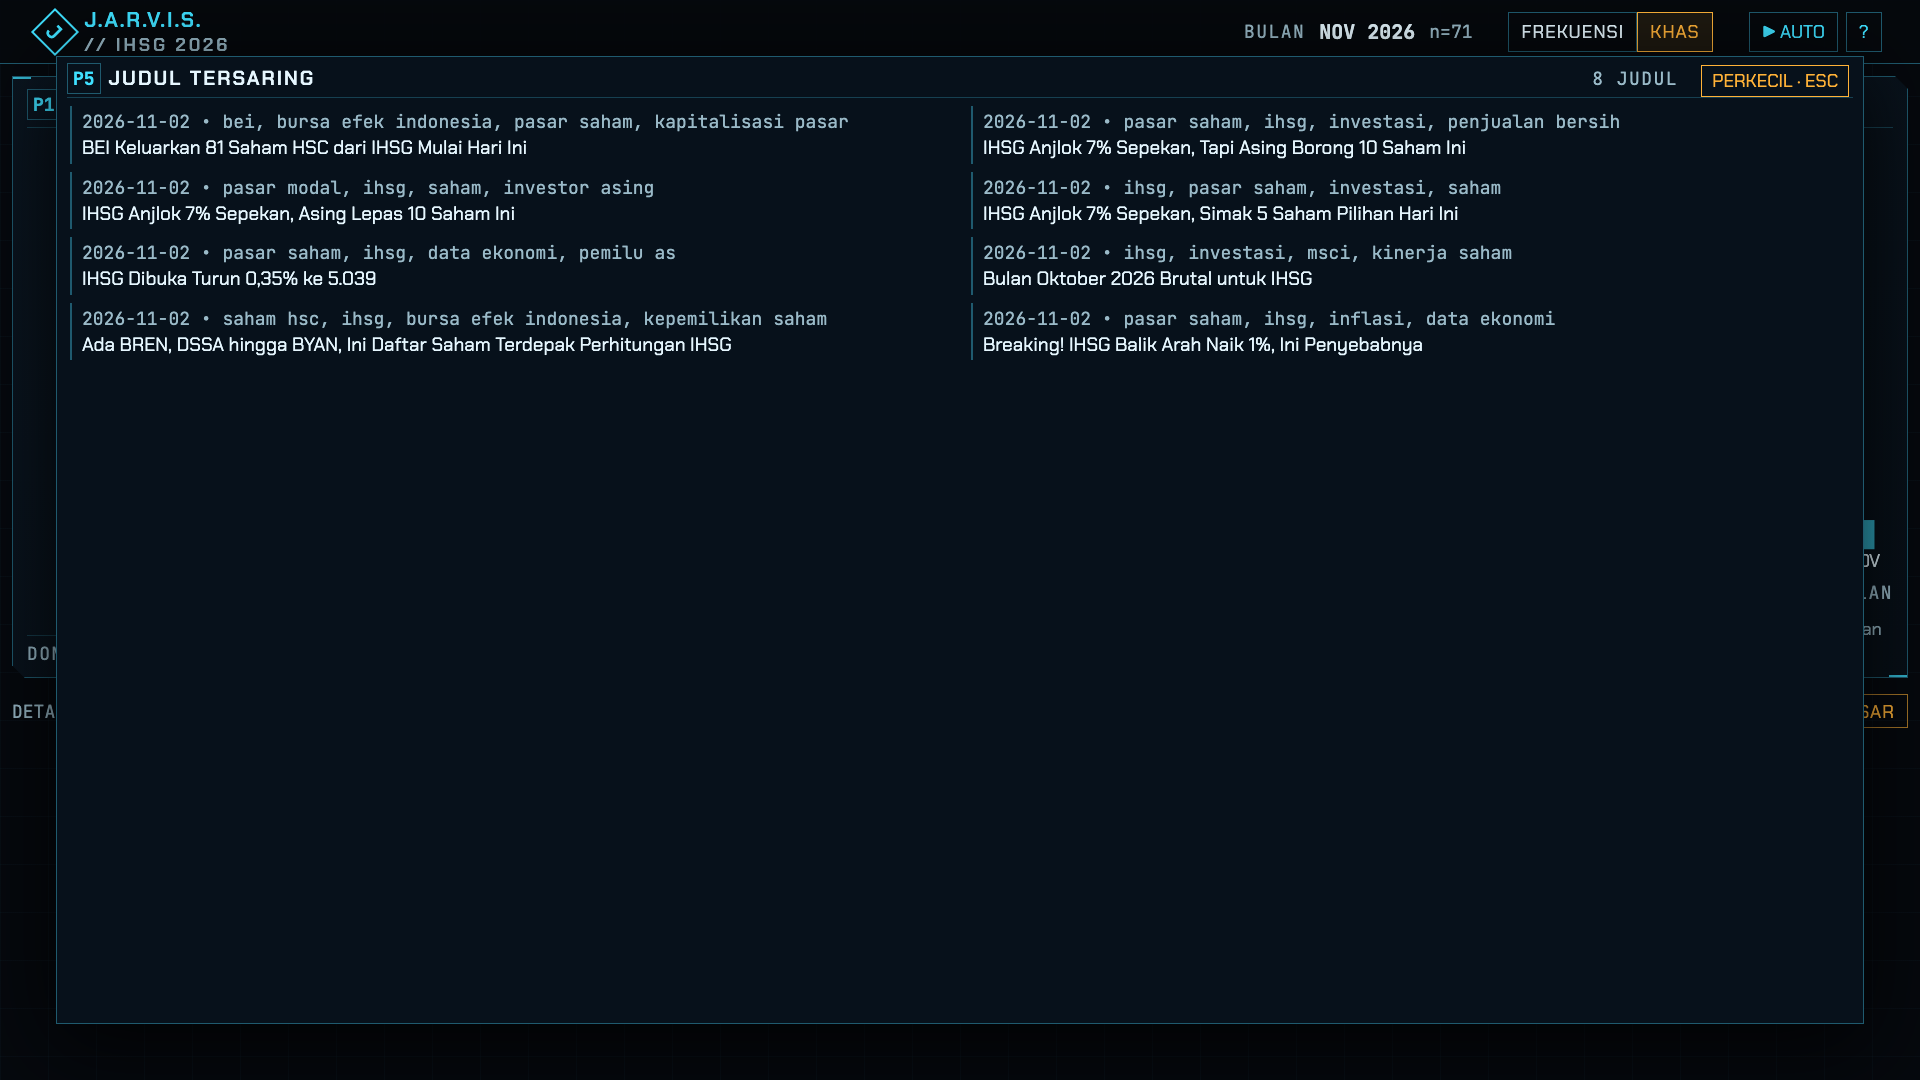 J.A.R.V.I.S.
// IHSG 2026
BULAN NOV 2026 n=71
FREKUENSI KHAS
AUTO
?
P5 JUDUL TERSARING
8 JUDUL
PERKECIL · ESC
P1
2026-11-02 • bei, bursa efek indonesia, pasar saham, kapitalisasi pasar
BEI Keluarkan 81 Saham HSC dari IHSG Mulai Hari Ini
2026-11-02 • pasar saham, ihsg, investasi, penjualan bersih
IHSG Anjlok 7% Sepekan, Tapi Asing Borong 10 Saham Ini
2026-11-02 • pasar modal, ihsg, saham, investor asing
IHSG Anjlok 7% Sepekan, Asing Lepas 10 Saham Ini
2026-11-02 • ihsg, pasar saham, investasi, saham
IHSG Anjlok 7% Sepekan, Simak 5 Saham Pilihan Hari Ini
2026-11-02 • pasar saham, ihsg, data ekonomi, pemilu as
IHSG Dibuka Turun 0,35% ke 5.039
2026-11-02 • ihsg, investasi, msci, kinerja saham
Bulan Oktober 2026 Brutal untuk IHSG
2026-11-02 • saham hsc, ihsg, bursa efek indonesia, kepemilikan saham
Ada BREN, DSSA hingga BYAN, Ini Daftar Saham Terdepak Perhitungan IHSG
2026-11-02 • pasar saham, ihsg, inflasi, data ekonomi
Breaking! IHSG Balik Arah Naik 1%, Ini Penyebabnya
OV
LAN
an
DON
DETA
SAR